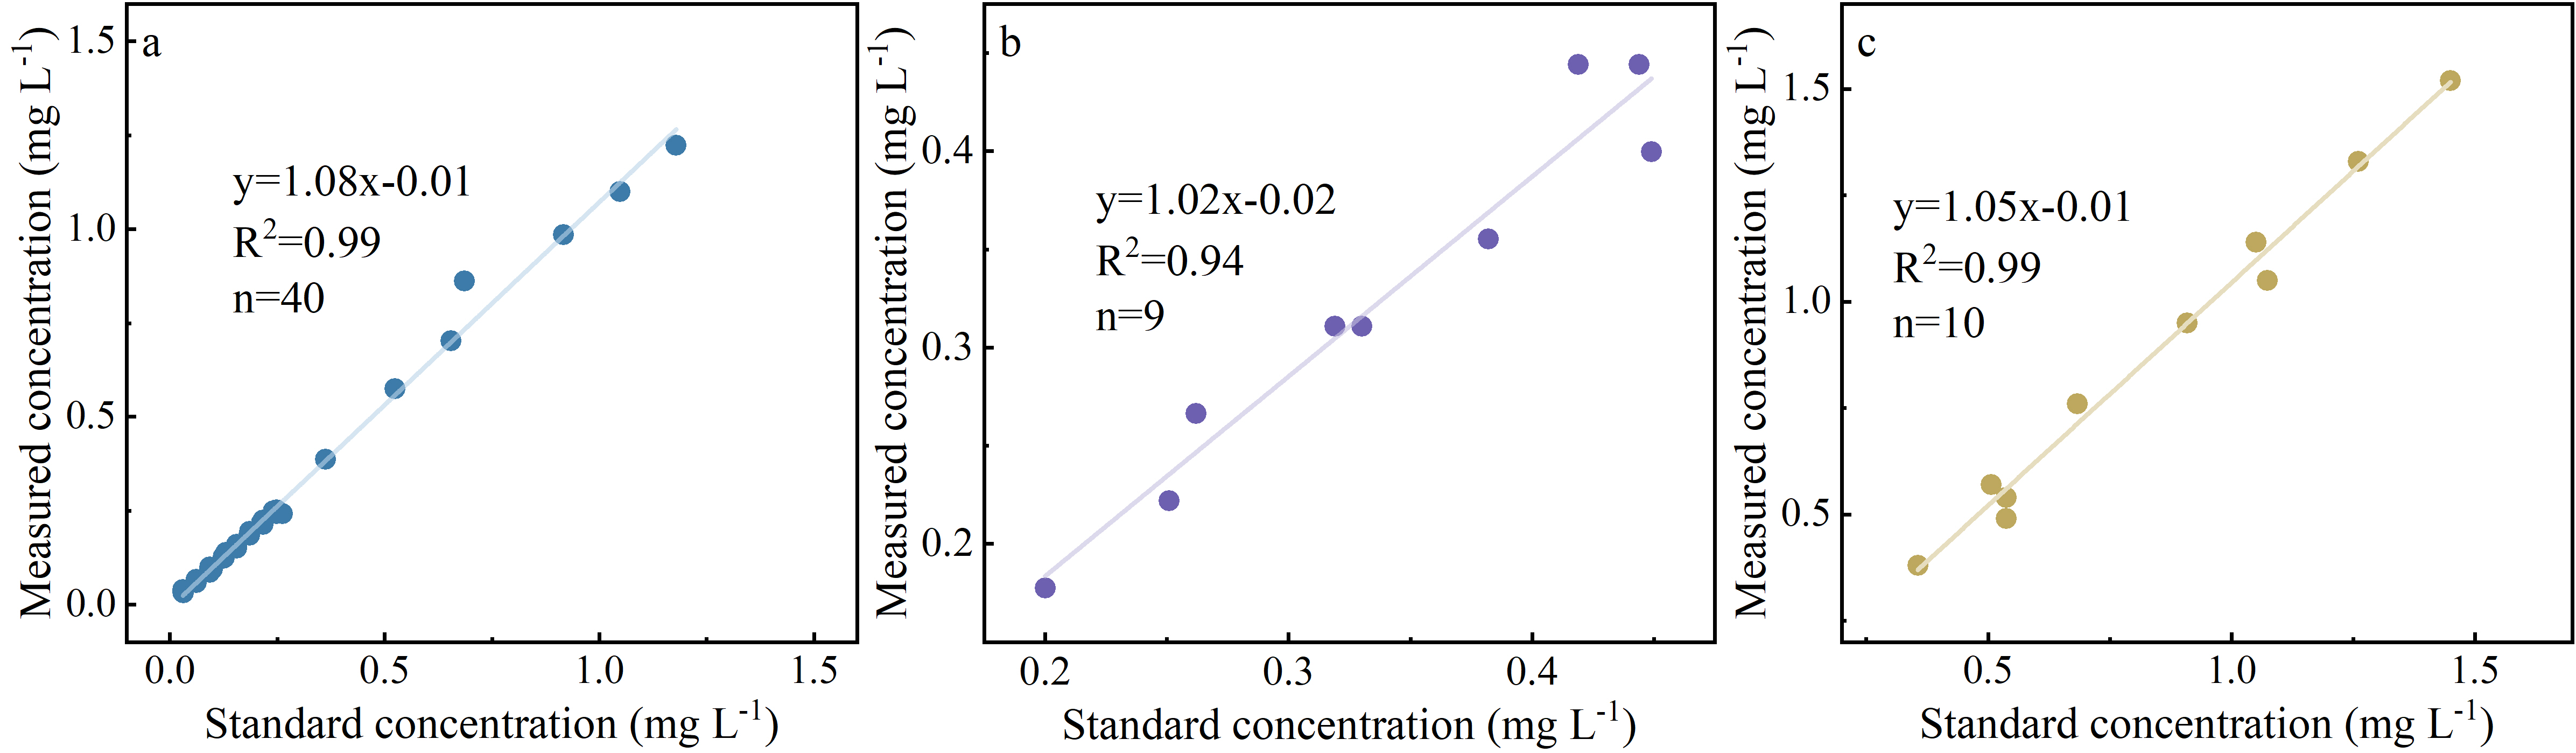 a
Measured concentration (mg L⁻¹)
1.5
1.0
0.5
0.0
y=1.08x-0.01
R²=0.99
n=40
0.0 0.5 1.0 1.5
Standard concentration (mg L⁻¹)
b
Measured concentration (mg L⁻¹)
0.4
0.3
0.2
y=1.02x-0.02
R²=0.94
n=9
0.2 0.3 0.4
Standard concentration (mg L⁻¹)
c
Measured concentration (mg L⁻¹)
1.5
1.0
0.5
y=1.05x-0.01
R²=0.99
n=10
0.5 1.0 1.5
Standard concentration (mg L⁻¹)